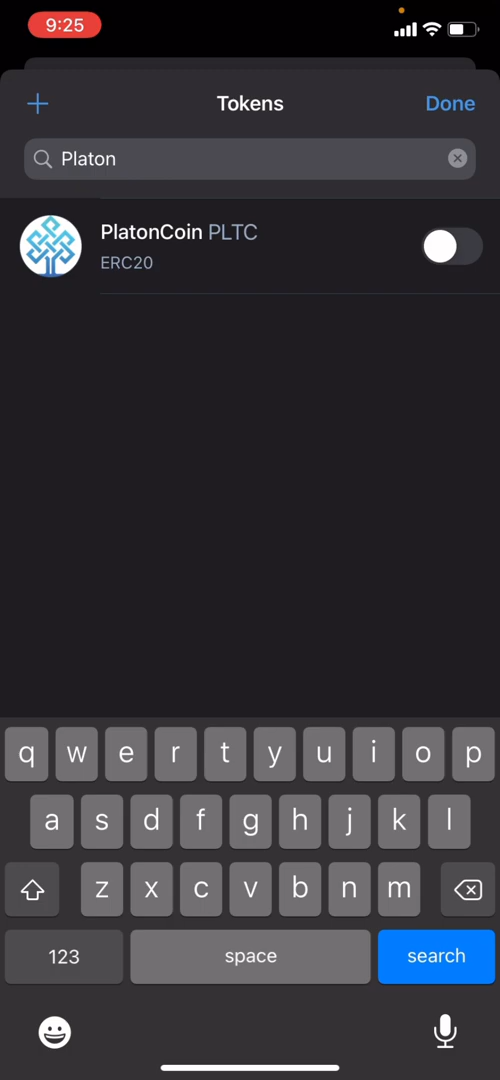 9:25
Tokens
Done
Platon
PlatonCoin PLTC
ERC20
q w e r t y u i o p
a s d f g h j k l
z x c v b n m
123 space search